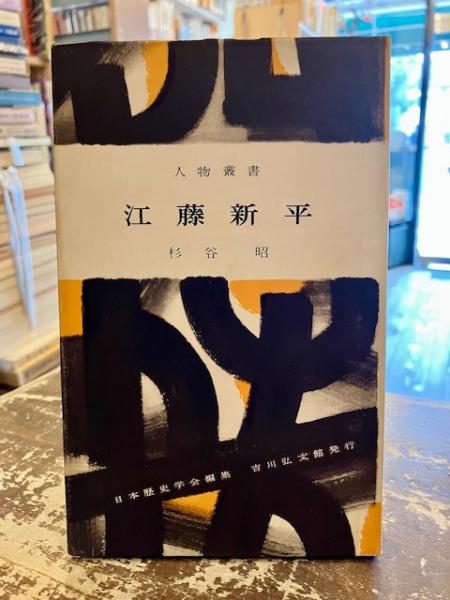 人物叢書
江藤新平
杉谷 昭
日本歴史学会編集 吉川弘文館発行